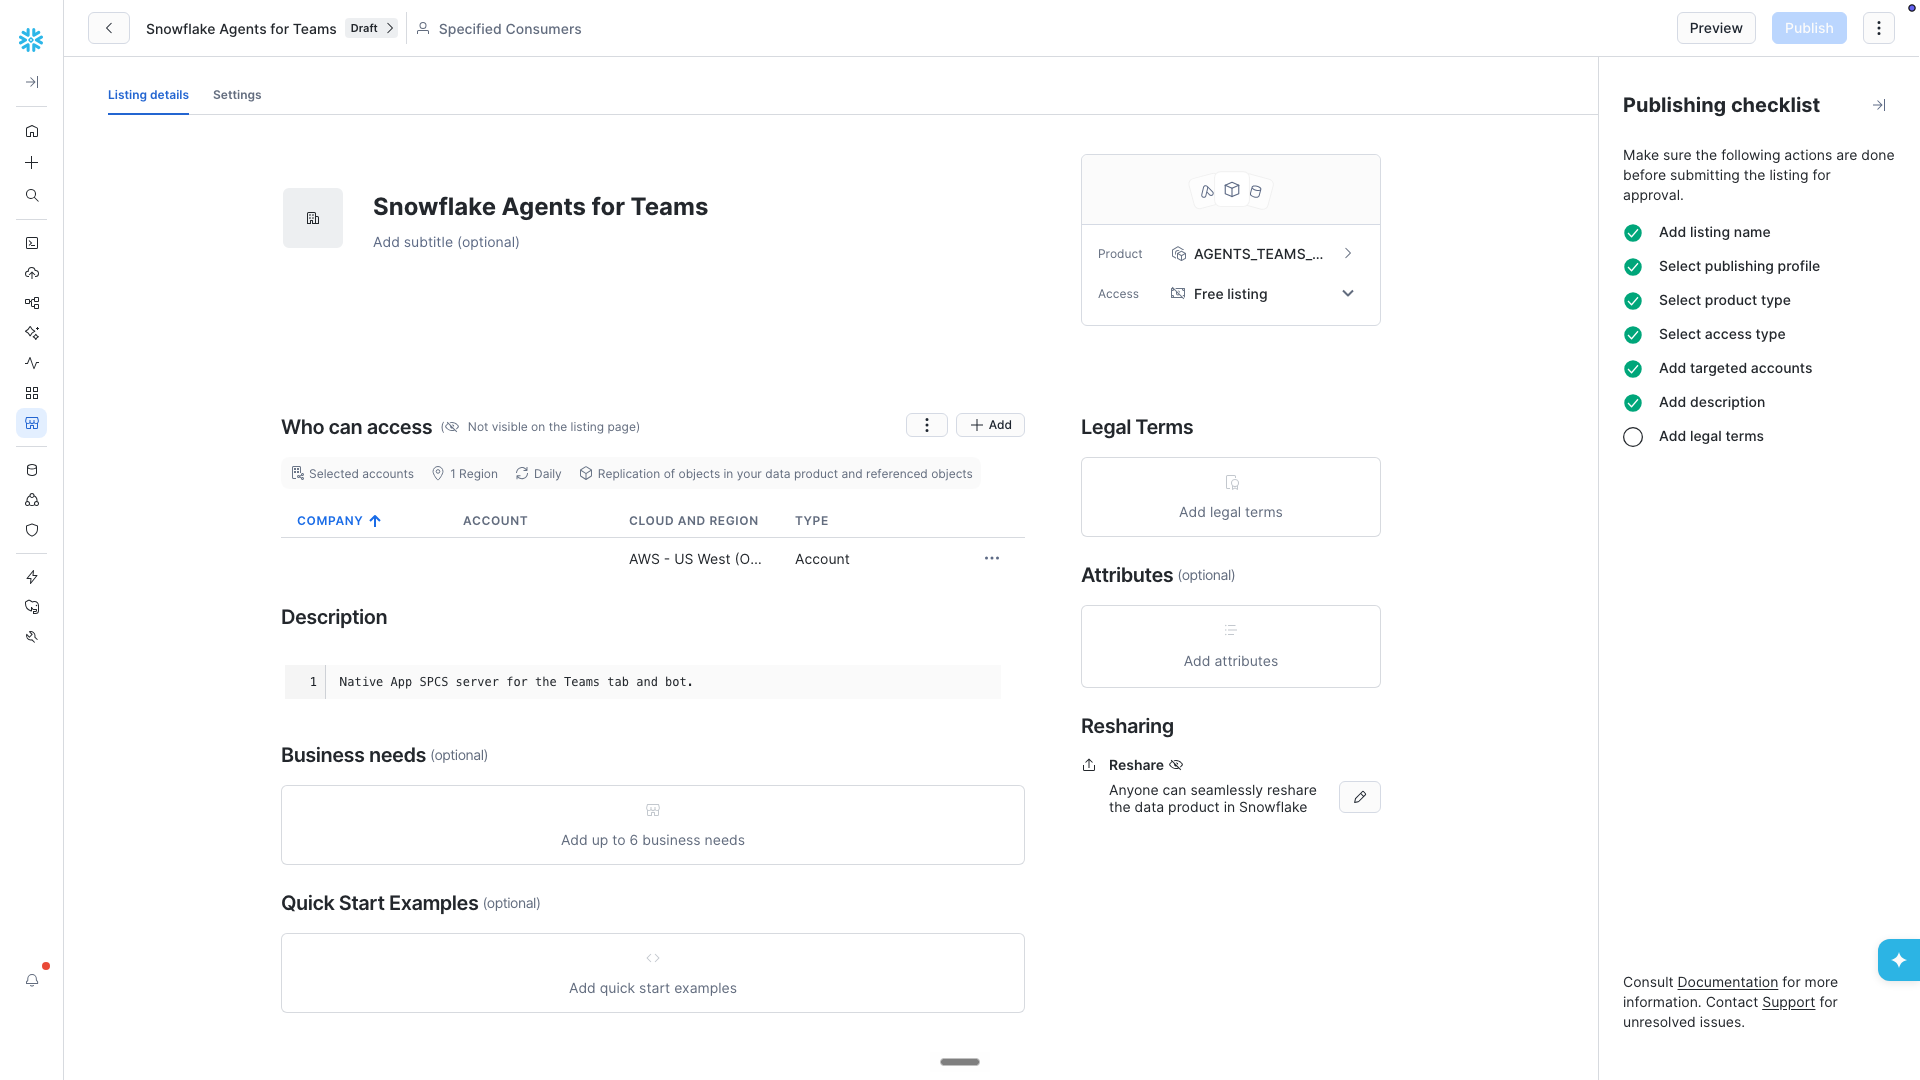 Snowflake Agents for Teams Draft Specified Consumers Preview Publish
Listing details Settings
Snowflake Agents for Teams
Add subtitle (optional)
Product AGENTS_TEAMS_...
Access Free listing
Who can access (Not visible on the listing page) Add
Selected accounts 1 Region Daily Replication of objects in your data product and referenced objects
COMPANY ACCOUNT CLOUD AND REGION TYPE
AWS - US West (O... Account
Description
1 Native App SPCS server for the Teams tab and bot.
Business needs (optional)
Add up to 6 business needs
Quick Start Examples (optional)
Add quick start examples
Legal Terms
Add legal terms
Attributes (optional)
Add attributes
Resharing
Reshare
Anyone can seamlessly reshare
the data product in Snowflake
Publishing checklist
Make sure the following actions are done
before submitting the listing for
approval.
Add listing name
Select publishing profile
Select product type
Select access type
Add targeted accounts
Add description
Add legal terms
Consult Documentation for more
information. Contact Support for
unresolved issues.